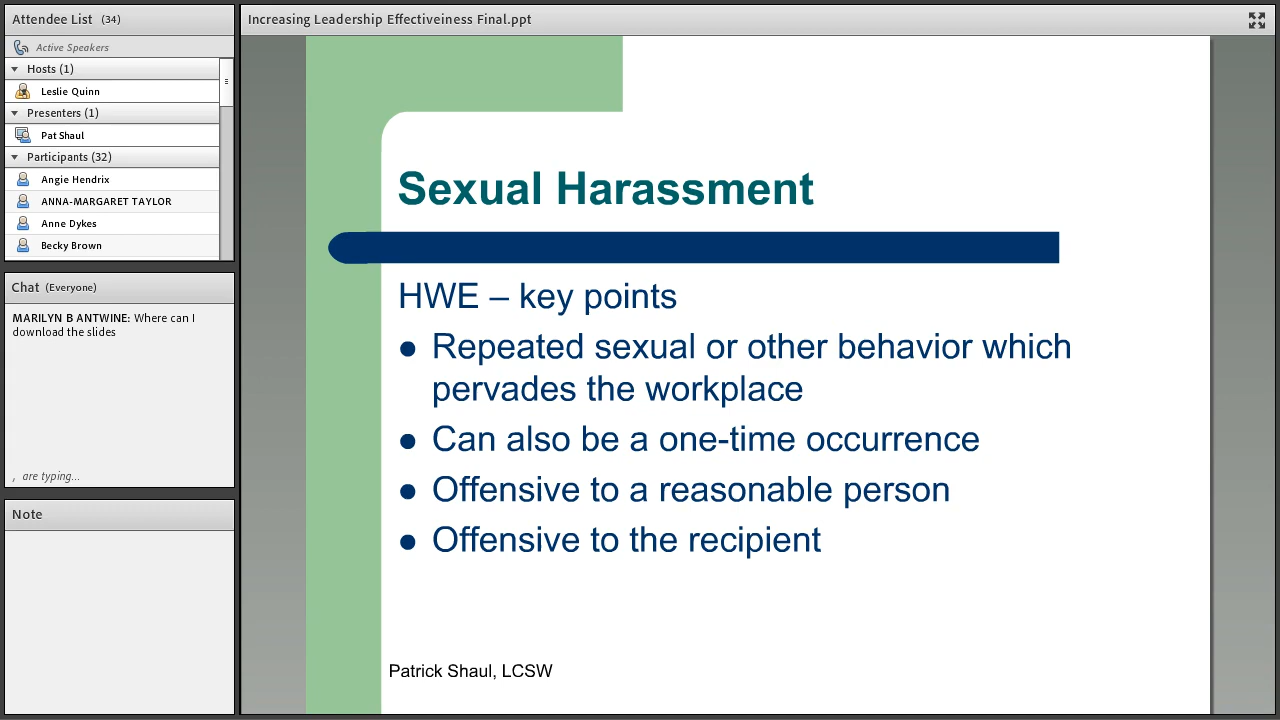 Attendee List (34)
Active Speakers
Hosts (1)
Leslie Quinn
Presenters (1)
Pat Shaul
Participants (32)
Angie Hendrix
ANNA-MARGARET TAYLOR
Anne Dykes
Becky Brown
Chat (Everyone)
MARILYN B ANTWINE: Where can I
download the slides
, are typing...
Note
Increasing Leadership Effectiveiness Final.ppt
Sexual Harassment
HWE – key points
● Repeated sexual or other behavior which
pervades the workplace
● Can also be a one-time occurrence
● Offensive to a reasonable person
● Offensive to the recipient
Patrick Shaul, LCSW